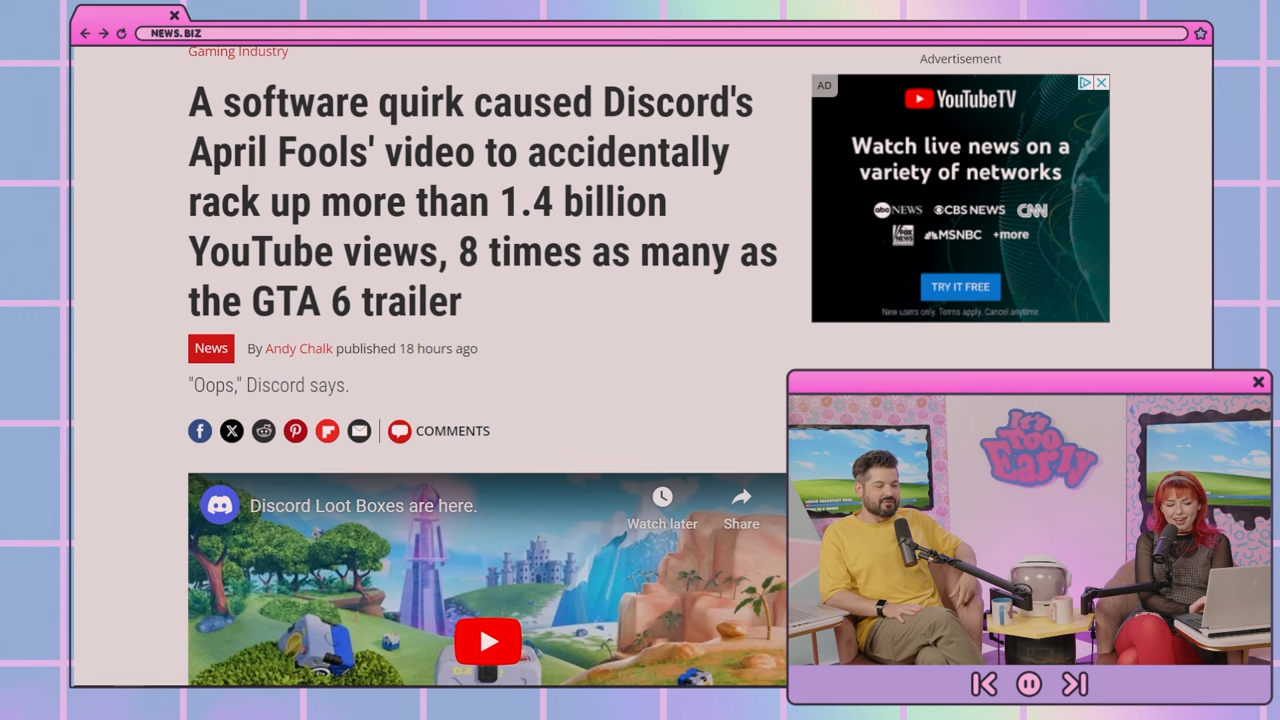 NEWS.BIZ
Gaming Industry
A software quirk caused Discord's
April Fools' video to accidentally
rack up more than 1.4 billion
YouTube views, 8 times as many as
the GTA 6 trailer
News By Andy Chalk published 18 hours ago
"Oops," Discord says.
COMMENTS
Discord Loot Boxes are here.
Watch later Share
Advertisement
AD
YouTubeTV
Watch live news on a
variety of networks
abc NEWS CBS NEWS CNN
FOX NEWS MSNBC +more
TRY IT FREE
New users only. Terms apply. Cancel anytime.
It's
Too
Early